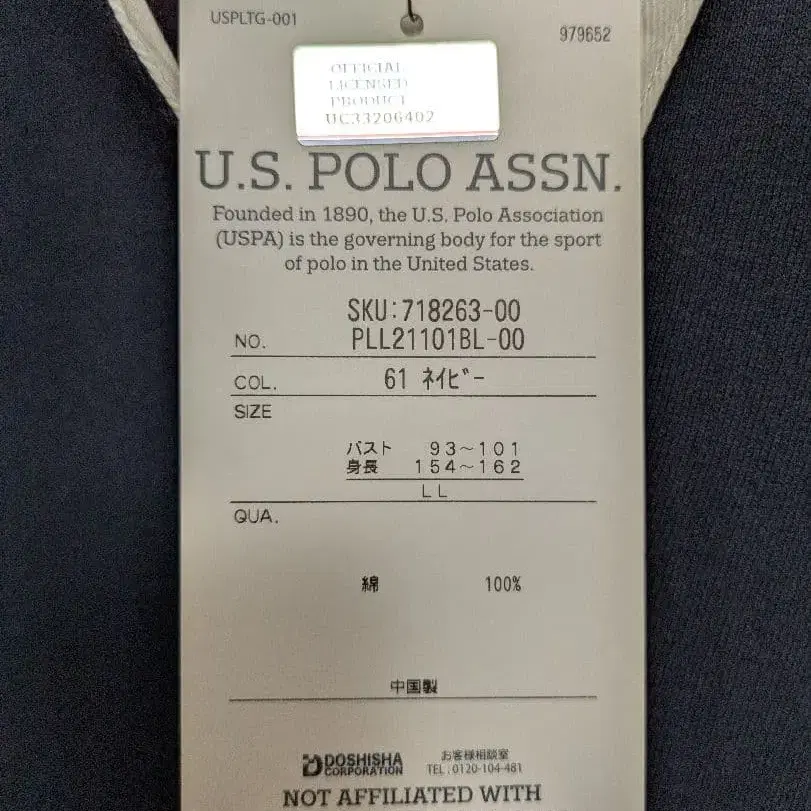 USPLTG-001
979652
OFFICIAL
LICENSED
PRODUCT
UC33206402
U.S. POLO ASSN.
Founded in 1890, the U.S. Polo Association
(USPA) is the governing body for the sport
of polo in the United States.
SKU:718263-00
NO. PLL21101BL-00
COL. 61 ﾈｲﾋﾞｰ
SIZE
バスト 93〜101
身長 154〜162
LL
QUA.
綿 100%
中国製
DOSHISHA CORPORATION
お客様相談室
TEL:0120-104-481
NOT AFFILIATED WITH